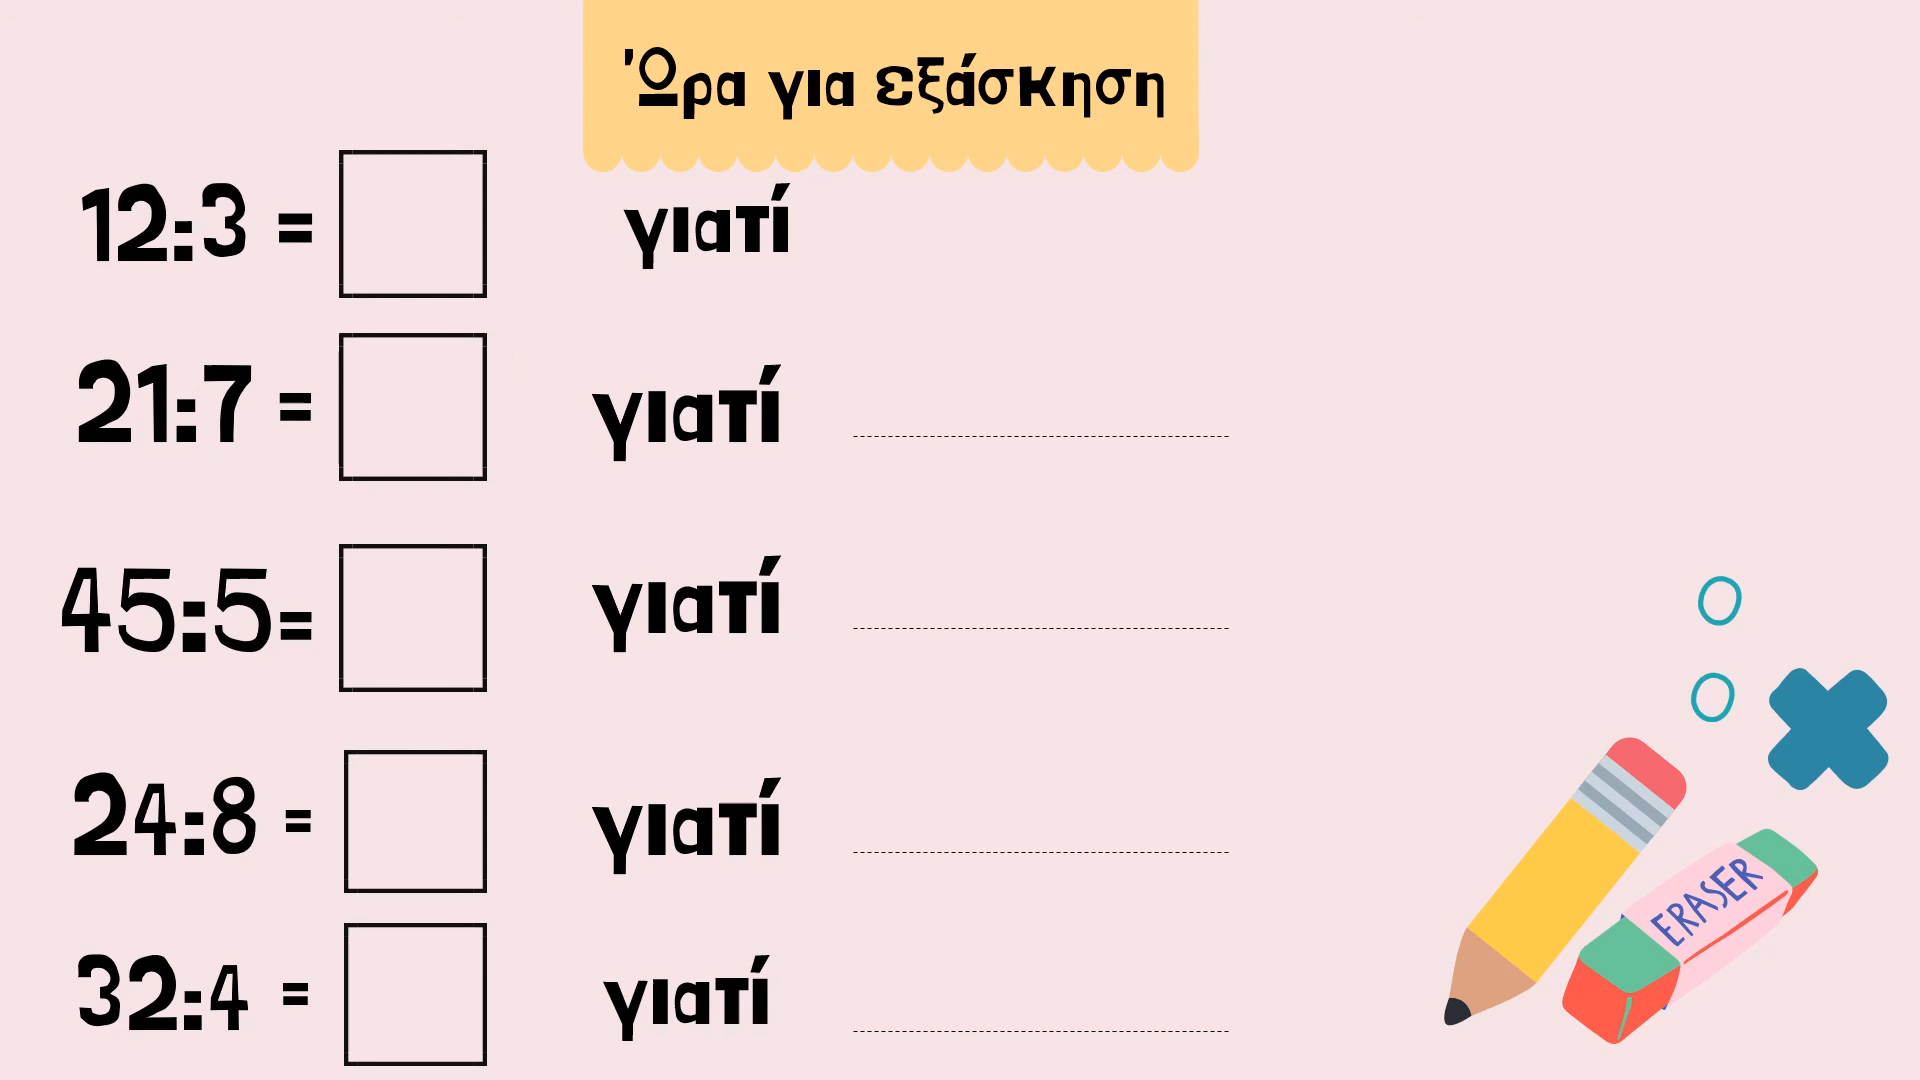 Ώρα για εξάσκηση
12:3 = γιατί
21:7 = γιατί
45:5= γιατί
24:8 = γιατί
32:4 = γιατί
ERASER